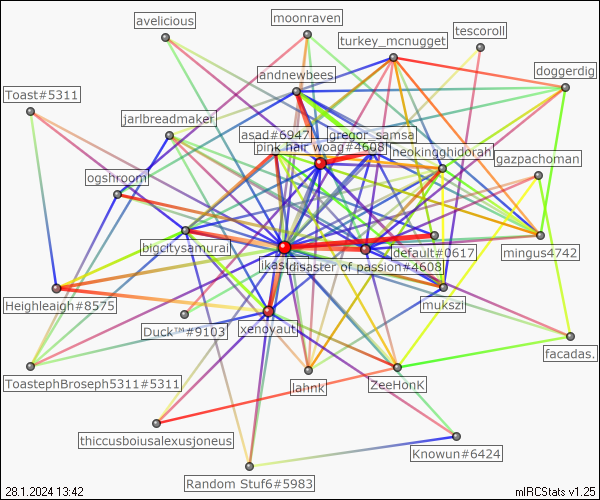 avelicious
moonraven
turkey_mcnugget
tescoroll
andnewbees
doggerdig
Toast#5311
jarlbreadmaker
asad#6947
gregor_samsa
pink hair woag#4608
neokingghidorah
gazpachoman
ogshroom
bigcitysamurai
default#0617
mingus4742
disaster of passion#4608
Heighleaigh#8575
mukszi
Duck™#9103
xenoyautj
facadas.
ToastephBroseph5311#5311
lahnk
ZeeHonK
thiccusboiusalexusjoneus
Knowun#6424
Random Stuf6#5983
28.1.2024 13:42
mIRCStats v1.25